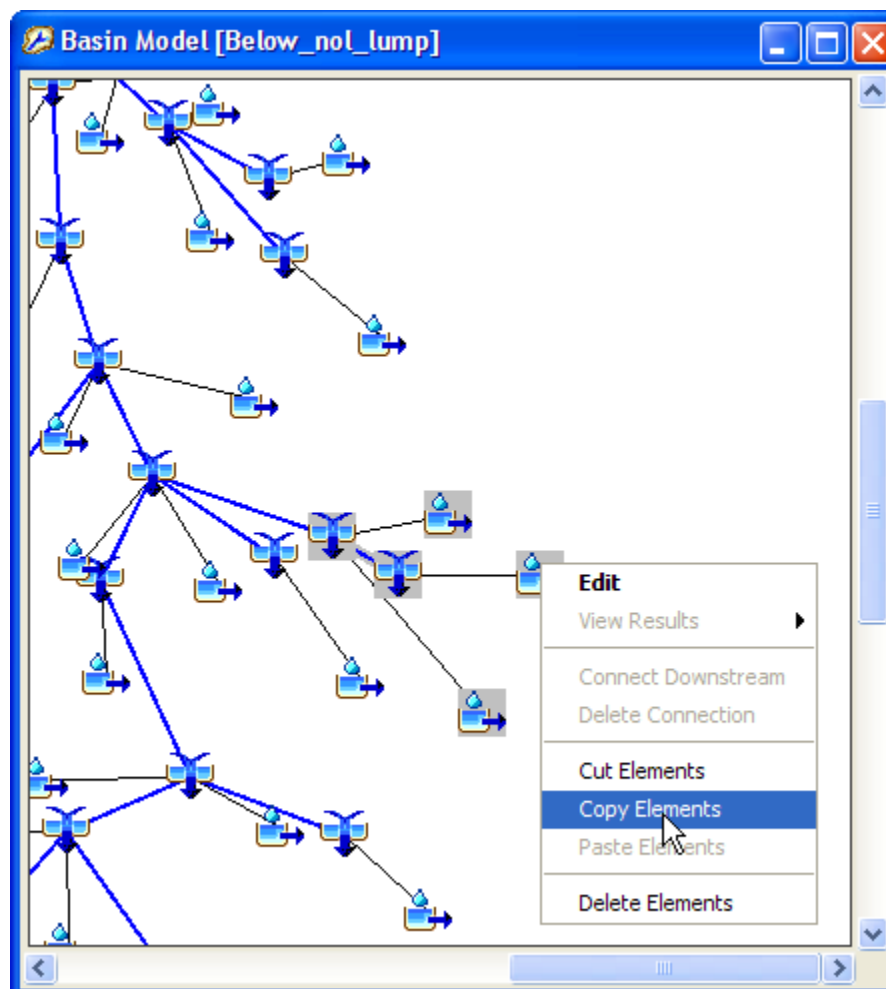 Basin Model [Below_nol_lump]
Edit
View Results
Connect Downstream
Delete Connection
Cut Elements
Copy Elements
Paste Elements
Delete Elements